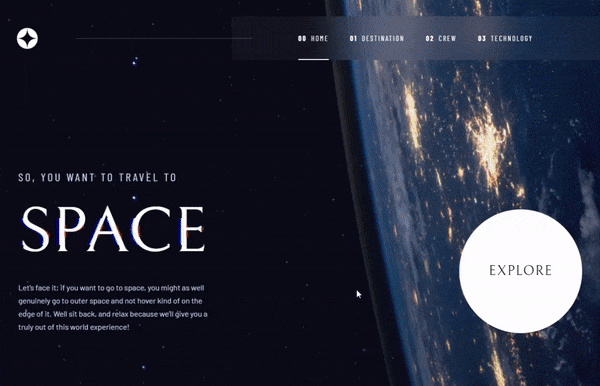 00 HOME 01 DESTINATION 02 CREW 03 TECHNOLOGY
SO, YOU WANT TO TRAVEL TO
SPACE
Let's face it; if you want to go to space, you might as well
genuinely go to outer space and not hover kind of on the
edge of it. Well sit back, and relax because we'll give you a
truly out of this world experience!
EXPLORE